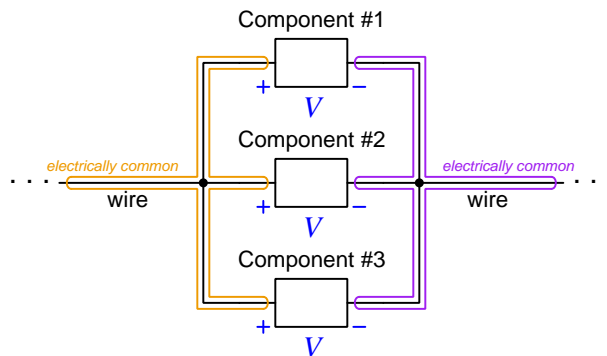 Component #1
+ −
V
Component #2
electrically common electrically common
. . . wire + − wire . .
V
Component #3
+ −
V